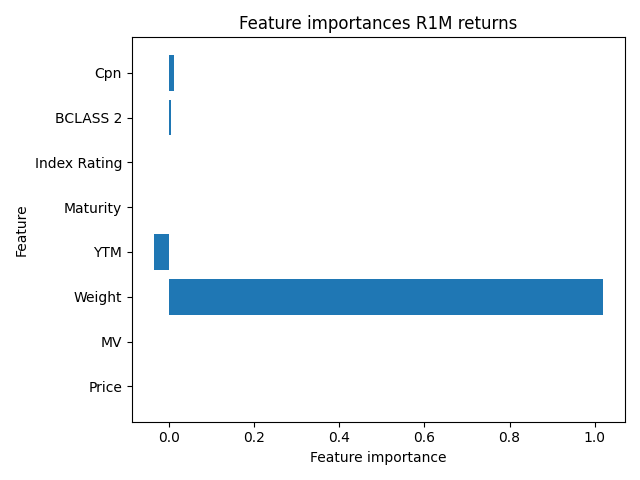 Feature importances R1M returns
Cpn
BCLASS 2
Index Rating
Maturity
YTM
Weight
MV
Price
Feature
0.0 0.2 0.4 0.6 0.8 1.0
Feature importance